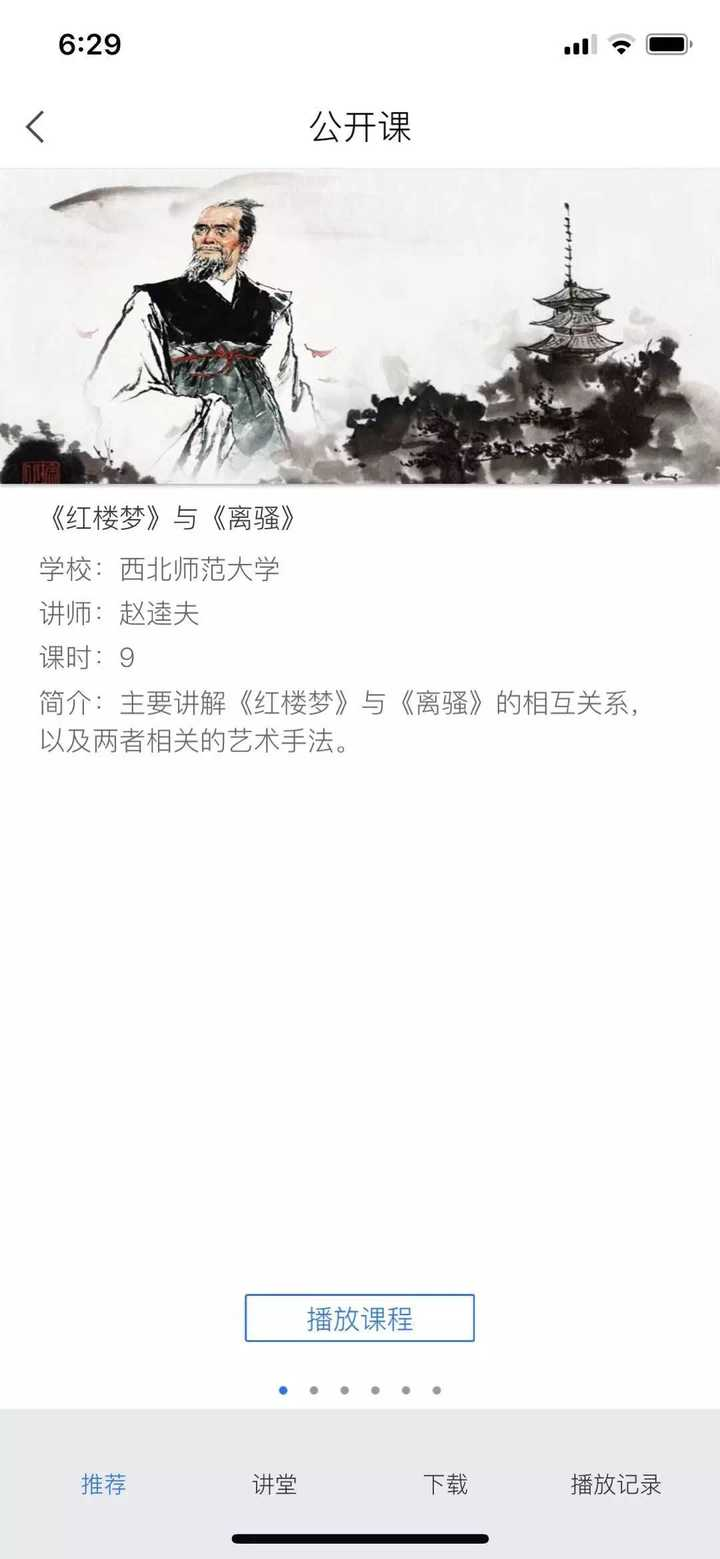 6:29
公开课
《红楼梦》与《离骚》
学校：西北师范大学
讲师：赵逵夫
课时：9
简介：主要讲解《红楼梦》与《离骚》的相互关系，
以及两者相关的艺术手法。
播放课程
推荐 讲堂 下载 播放记录